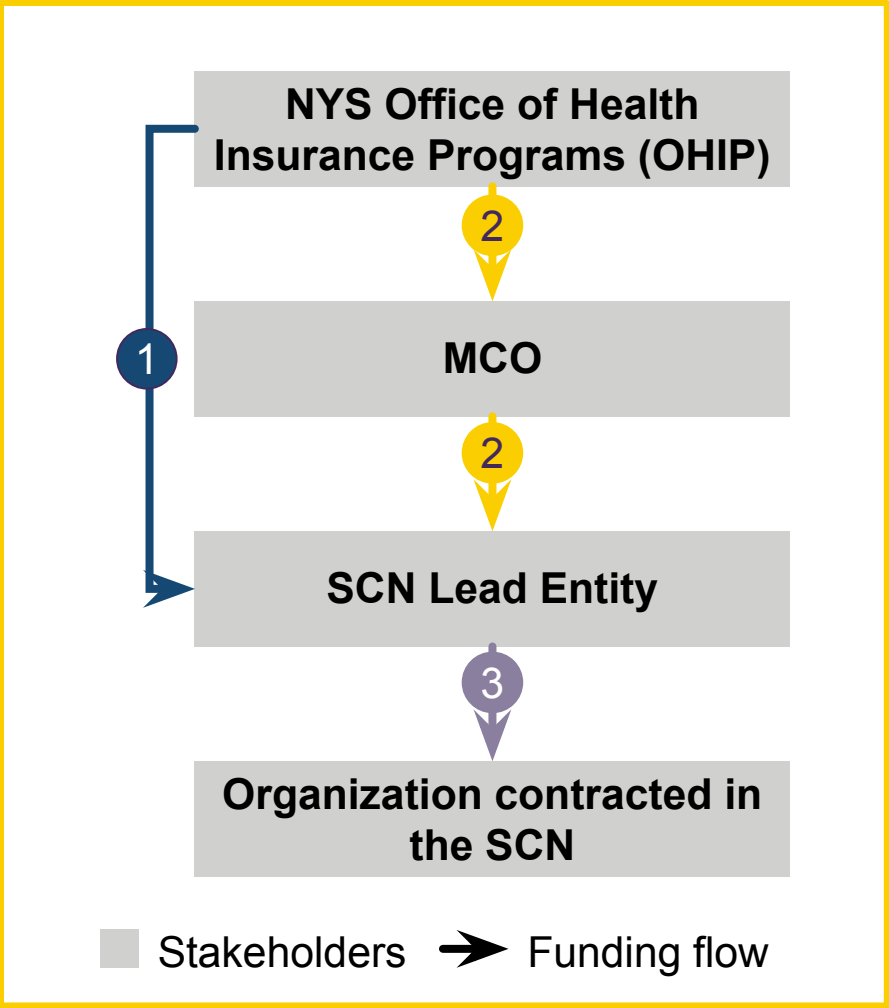 NYS Office of Health
Insurance Programs (OHIP)
2
MCO
1
2
SCN Lead Entity
3
Organization contracted in
the SCN
Stakeholders
Funding flow